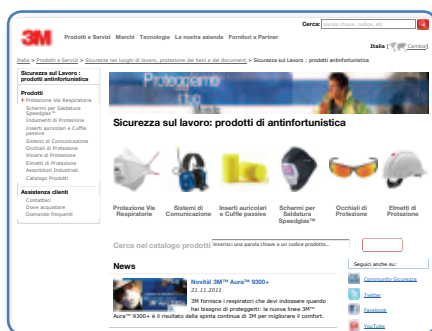 Cerca: parola chiave, codice, etc
3M
Prodotti e Servizi Marchi Tecnologie La nostra azienda Fornitori e Partner
Italia [Cambia]
Italia > Prodotti e Servizi > Sicurezza nei luoghi di lavoro, protezione dei beni e dei documenti > Sicurezza sul Lavoro : prodotti antinfortunistica
Sicurezza sul Lavoro :
prodotti antinfortunistica
Prodotti
Protezione Vie Respiratorie
Schermi per Saldatura
Speedglas™
Indumenti di Protezione
Inserti auricolari e Cuffie
passive
Sistemi di Comunicazione
Occhiali di Protezione
Visiere di Protezione
Elmetti di Protezione
Assorbitori Industriali
Catalogo Prodotti
Assistenza clienti
Contattaci
Dove acquistare
Domande frequenti
Proteggiamo
il tuo
Mondo
Sicurezza sul lavoro: prodotti di antinfortunistica
Protezione Vie
Respiratorie
Sistemi di
Comunicazione
Inserti auricolari
e Cuffie passive
Schermi per
Saldatura
Speedglas™
Occhiali di
Protezione
Elmetti di
Protezione
Cerca nel catalogo prodotti Inserisci una parola chiave o un codice prodotto...
News
Novità! 3M™ Aura™ 9300+
21.11.2011
3M fornisce i respiratori che devi indossare quando
hai bisogno di proteggerti: la nuova linea 3M™
Aura™ 9300+ è il risultato della spinta continue di 3M per migliorare il comfort.
Seguici anche su:
Community Sicurezza
Twitter
Facebook
YouTube